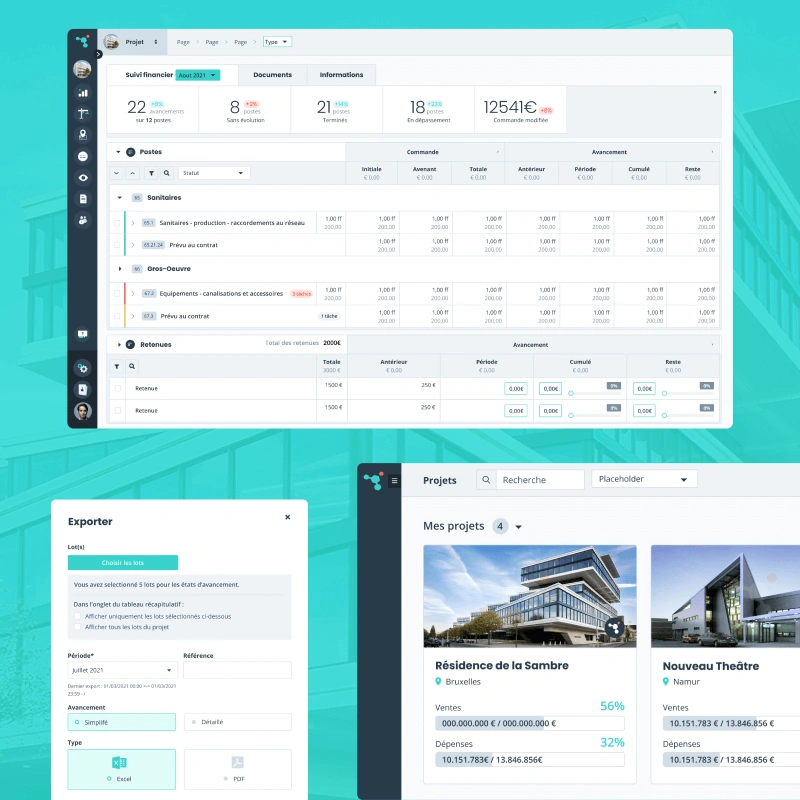 Projet
Page > Page > Page > Type
Suivi financier Aout 2021
Documents
Informations
22 +6% avancements
sur 12 postes
8 +2% postes
Sans évolution
21 +14% postes
Terminés
18 +23% postes
En dépassement
12541€ +8%
Commande modifiée
Postes
Commande
Avancement
Statut
Initiale Avenant Totale Antérieur Période Cumulé Reste
€ 0,00 € 0,00 € 0,00 € 0,00 € 0,00 € 0,00 € 0,00
65 Sanitaires
65.1 Sanitaires - production - raccordements au réseau 1,00 ff 1,00 ff 1,00 ff 1,00 ff 1,00 ff 1,00 ff 1,00 ff 1,00 ff
200,00 200,00 200,00 200,00 200,00 200,00 200,00 200,00
65.21.24 Prévu au contrat 1,00 ff 1,00 ff 1,00 ff 1,00 ff 1,00 ff 1,00 ff 1,00 ff
200,00 200,00 200,00 200,00 200,00 200,00 200,00
66 Gros-Oeuvre
67.2 Equipements - canalisations et accessoires 1,00 ff 1,00 ff 1,00 ff 1,00 ff 1,00 ff 1,00 ff 1,00 ff 1,00 ff
200,00 200,00 200,00 200,00 200,00 200,00 200,00 200,00
67.3 Prévu au contrat 1 tâche 1,00 ff 1,00 ff 1,00 ff 1,00 ff 1,00 ff 1,00 ff 1,00 ff
200,00 200,00 200,00 200,00 200,00 200,00 200,00
Retenues
Total des retenues 2000€
Avancement
Totale Antérieur Période Cumulé Reste
3000 € € 0,00 € 0,00 € 0,00 € 0,00
Retenue 1500 € 250 € 0,00€ 0,00€ 0% 0,00€ 0%
Retenue 1500 € 250 € 0,00€ 0,00€ 0% 0,00€ 0%
Exporter
Lot(s)
Choisir les lots
Vous avez selectionné 5 lots pour les états d'avancement.
Dans l'onglet du tableau récapitulatif :
Afficher uniquement les lots sélectionnés ci-dessous
Afficher tous les lots du projet
Période*
Référence
Juillet 2021
Dernier export : 01/03/2021 00:00 >-< 01/03/2021
23:59 - /
Avancement
Simplifé
Détaillé
Type
Excel
PDF
Projets
Recherche
Placeholder
Mes projets 4
Résidence de la Sambre
Bruxelles
Ventes 56%
000.000.000 € / 000.000.000 €
Dépenses 32%
10.151.783€ / 13.846.856€
Nouveau Theâtre
Namur
Ventes
10.151.783 € / 13.846.856 €
Dépenses
10.151.783 € / 13.846.856 €